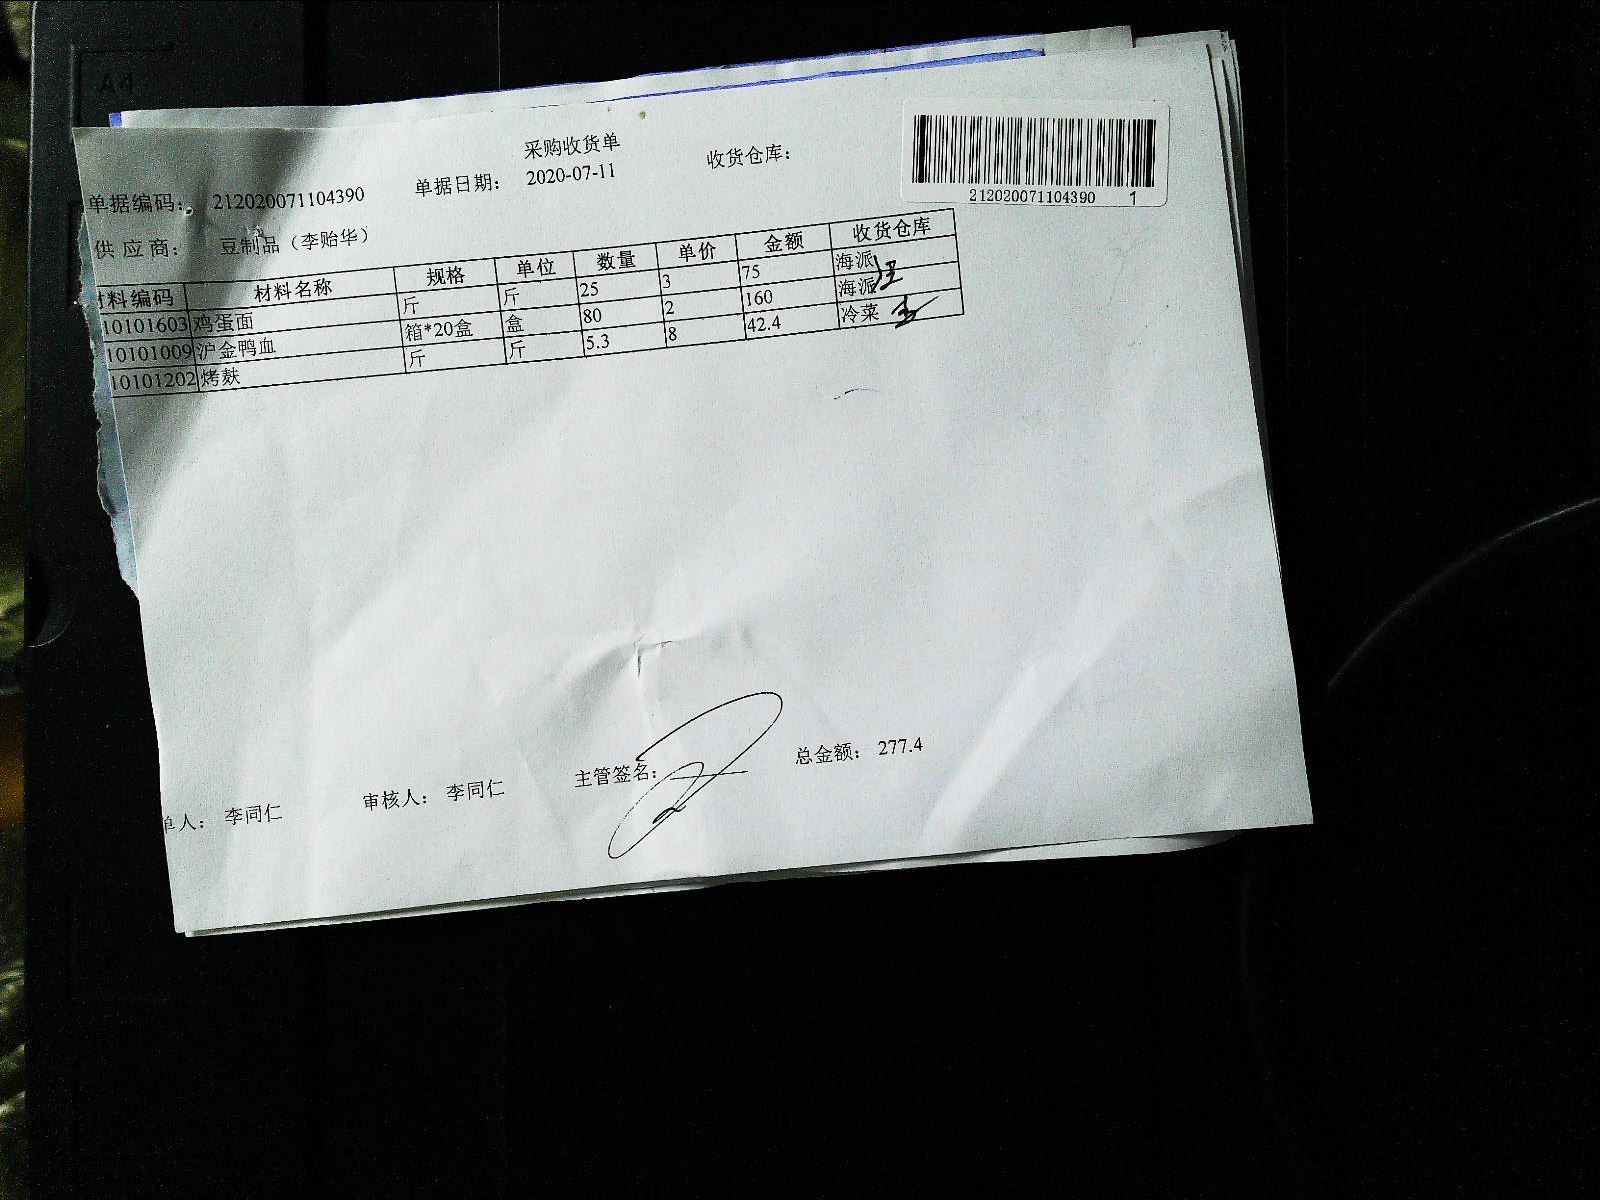 A4
采购收货单
单据编码： 212020071104390 单据日期： 2020-07-11 收货仓库：
212020071104390 1
供 应 商： 豆制品（李贻华）
材料编码 材料名称 规格 单位 数量 单价 金额 收货仓库
10101603 鸡蛋面 斤 斤 25 3 75 海派
10101009 沪金鸭血 箱*20盒 盒 80 2 160 海派
10101202 烤麸 斤 斤 5.3 8 42.4 冷菜
单人： 李同仁 审核人： 李同仁 主管签名： 总金额： 277.4